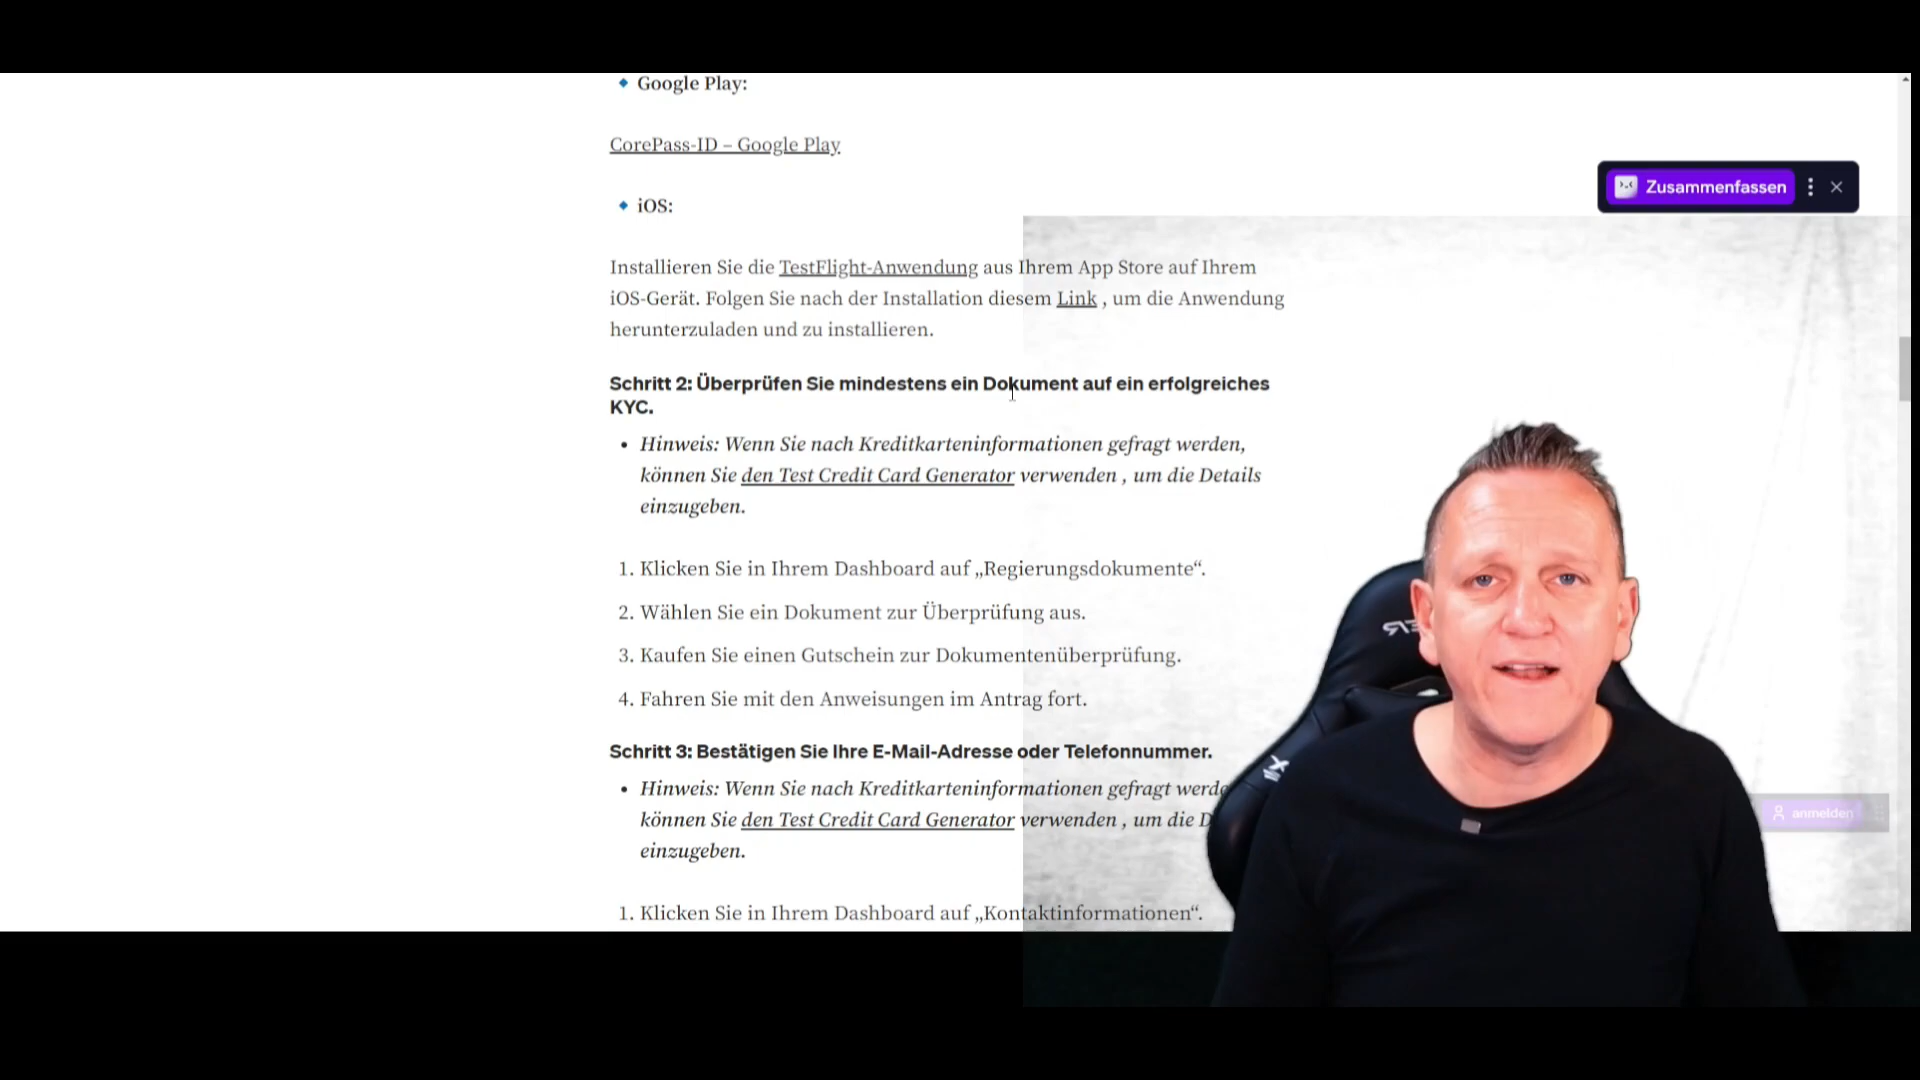 Google Play:
CorePass-ID – Google Play
Zusammenfassen
iOS:
Installieren Sie die TestFlight-Anwendung aus Ihrem App Store auf Ihrem
iOS-Gerät. Folgen Sie nach der Installation diesem Link , um die Anwendung
herunterzuladen und zu installieren.
Schritt 2: Überprüfen Sie mindestens ein Dokument auf ein erfolgreiches
KYC.
• Hinweis: Wenn Sie nach Kreditkarteninformationen gefragt werden,
können Sie den Test Credit Card Generator verwenden , um die Details
einzugeben.
1. Klicken Sie in Ihrem Dashboard auf „Regierungsdokumente“.
2. Wählen Sie ein Dokument zur Überprüfung aus.
3. Kaufen Sie einen Gutschein zur Dokumentenüberprüfung.
4. Fahren Sie mit den Anweisungen im Antrag fort.
Schritt 3: Bestätigen Sie Ihre E-Mail-Adresse oder Telefonnummer.
• Hinweis: Wenn Sie nach Kreditkarteninformationen gefragt werde
können Sie den Test Credit Card Generator verwenden , um die D
einzugeben.
anmelden
1. Klicken Sie in Ihrem Dashboard auf „Kontaktinformationen“.